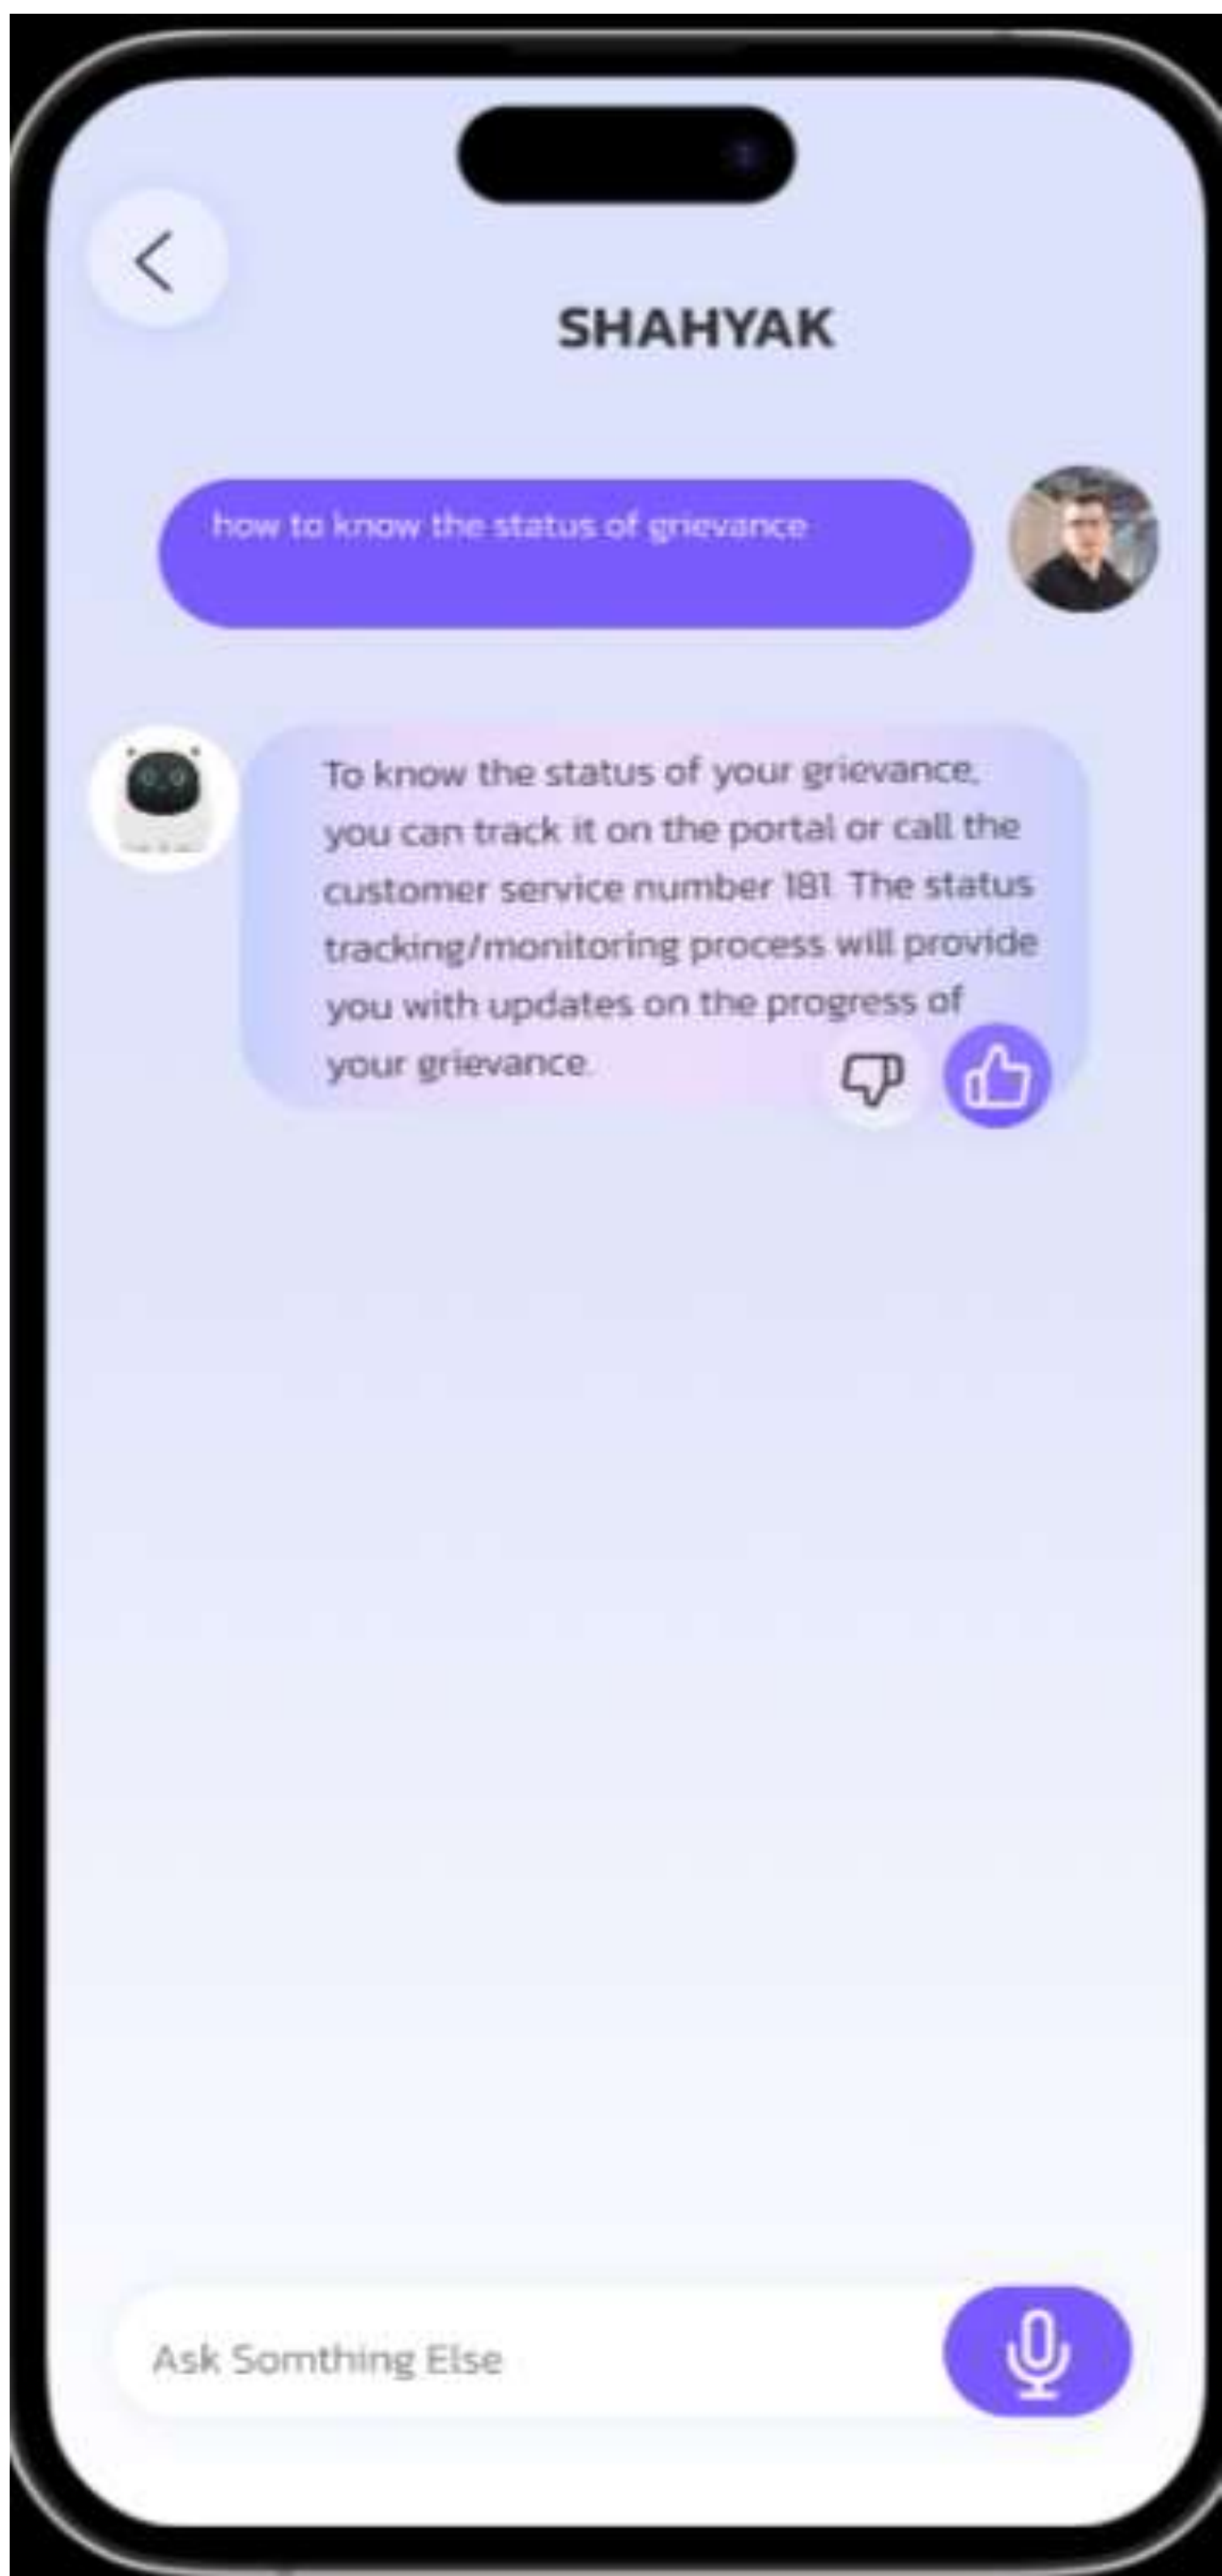 SHAHYAK
how to know the status of grievance
To know the status of your grievance,
you can track it on the portal or call the
customer service number 181. The status
tracking/monitoring process will provide
you with updates on the progress of
your grievance.
Ask Somthing Else